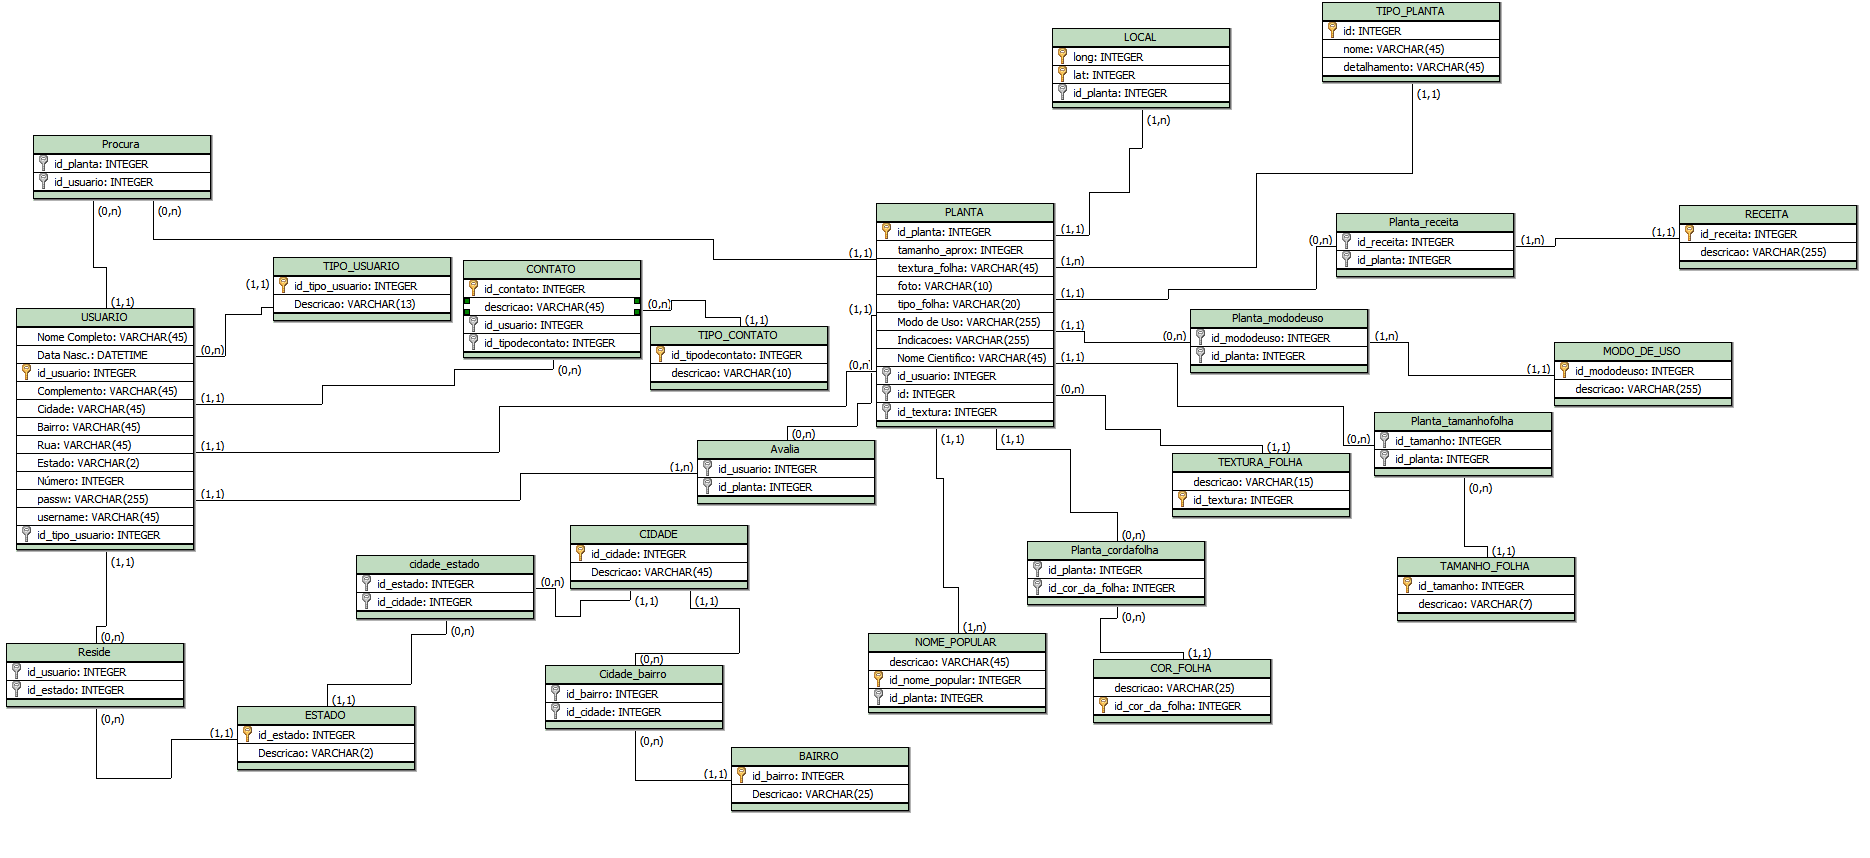 TIPO_PLANTA
id: INTEGER
nome: VARCHAR(45)
detalhamento: VARCHAR(45)
(1,1)
LOCAL
long: INTEGER
lat: INTEGER
id_planta: INTEGER
(1,n)
Procura
id_planta: INTEGER
id_usuario: INTEGER
(0,n)
(0,n)
PLANTA
id_planta: INTEGER
tamanho_aprox: INTEGER
textura_folha: VARCHAR(45)
foto: VARCHAR(10)
tipo_folha: VARCHAR(20)
Modo de Uso: VARCHAR(255)
Indicacoes: VARCHAR(255)
Nome Cientifico: VARCHAR(45)
id_usuario: INTEGER
id: INTEGER
id_textura: INTEGER
(1,1)
(1,1)
(0,n)
(1,1)
(1,n)
(1,1)
(1,1)
(1,1)
(0,n)
(1,1)
(1,1)
Planta_receita
id_receita: INTEGER
id_planta: INTEGER
(0,n)
(1,n)
RECEITA
id_receita: INTEGER
descricao: VARCHAR(255)
(1,1)
TIPO_USUARIO
id_tipo_usuario: INTEGER
Descricao: VARCHAR(13)
(1,1)
CONTATO
id_contato: INTEGER
descricao: VARCHAR(45)
id_usuario: INTEGER
id_tipodecontato: INTEGER
(0,n)
(0,n)
TIPO_CONTATO
id_tipodecontato: INTEGER
descricao: VARCHAR(10)
(1,1)
USUARIO
Nome Completo: VARCHAR(45)
Data Nasc.: DATETIME
id_usuario: INTEGER
Complemento: VARCHAR(45)
Cidade: VARCHAR(45)
Bairro: VARCHAR(45)
Rua: VARCHAR(45)
Estado: VARCHAR(2)
Número: INTEGER
passw: VARCHAR(255)
username: VARCHAR(45)
id_tipo_usuario: INTEGER
(1,1)
(0,n)
(1,1)
(1,1)
(1,1)
(1,1)
Planta_mododeuso
id_mododeuso: INTEGER
id_planta: INTEGER
(0,n)
(1,n)
MODO_DE_USO
id_mododeuso: INTEGER
descricao: VARCHAR(255)
(1,1)
Planta_tamanhofolha
id_tamanho: INTEGER
id_planta: INTEGER
(0,n)
(0,n)
Avalia
id_usuario: INTEGER
id_planta: INTEGER
(0,n)
(1,n)
TEXTURA_FOLHA
descricao: VARCHAR(15)
id_textura: INTEGER
(1,1)
CIDADE
id_cidade: INTEGER
Descricao: VARCHAR(45)
(1,1)
(1,1)
cidade_estado
id_estado: INTEGER
id_cidade: INTEGER
(0,n)
(0,n)
Planta_cordafolha
id_planta: INTEGER
id_cor_da_folha: INTEGER
(0,n)
(0,n)
TAMANHO_FOLHA
id_tamanho: INTEGER
descricao: VARCHAR(7)
(1,1)
Reside
id_usuario: INTEGER
id_estado: INTEGER
(0,n)
(0,n)
NOME_POPULAR
descricao: VARCHAR(45)
id_nome_popular: INTEGER
id_planta: INTEGER
(1,n)
COR_FOLHA
descricao: VARCHAR(25)
id_cor_da_folha: INTEGER
(1,1)
Cidade_bairro
id_bairro: INTEGER
id_cidade: INTEGER
(0,n)
(0,n)
ESTADO
id_estado: INTEGER
Descricao: VARCHAR(2)
(1,1)
(1,1)
BAIRRO
id_bairro: INTEGER
Descricao: VARCHAR(25)
(1,1)